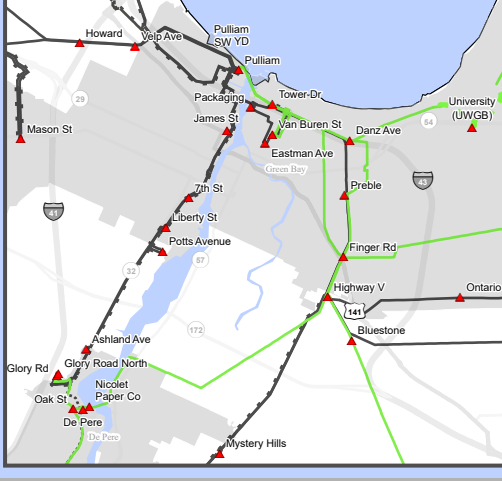 Howard
Velp Ave
Pulliam
SW YD
Pulliam
29
Packaging
Tower-Dr
James St
Van Buren St
University
(UWGB)
54
Danz Ave
Mason St
Eastman Ave
Green Bay
43
Preble
7th St
41
Liberty St
Potts Avenue
Finger Rd
57
32
Highway V
Ontario
141
172
Bluestone
Ashland Ave
Glory Rd
Glory Road North
Nicolet
Paper Co
Oak St
De Pere
De Pere
Mystery Hills